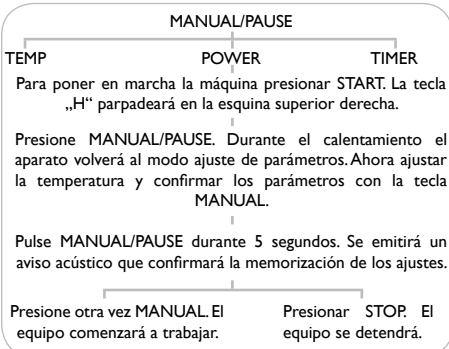 MANUAL/PAUSE
TEMP POWER TIMER
Para poner en marcha la máquina presionar START. La tecla
„H“ parpadeará en la esquina superior derecha.
Presione MANUAL/PAUSE. Durante el calentamiento el
aparato volverá al modo ajuste de parámetros. Ahora ajustar
la temperatura y confirmar los parámetros con la tecla
MANUAL.
Pulse MANUAL/PAUSE durante 5 segundos. Se emitirá un
aviso acústico que confirmará la memorización de los ajustes.
Presione otra vez MANUAL. El
equipo comenzará a trabajar.
Presionar STOP. El
equipo se detendrá.